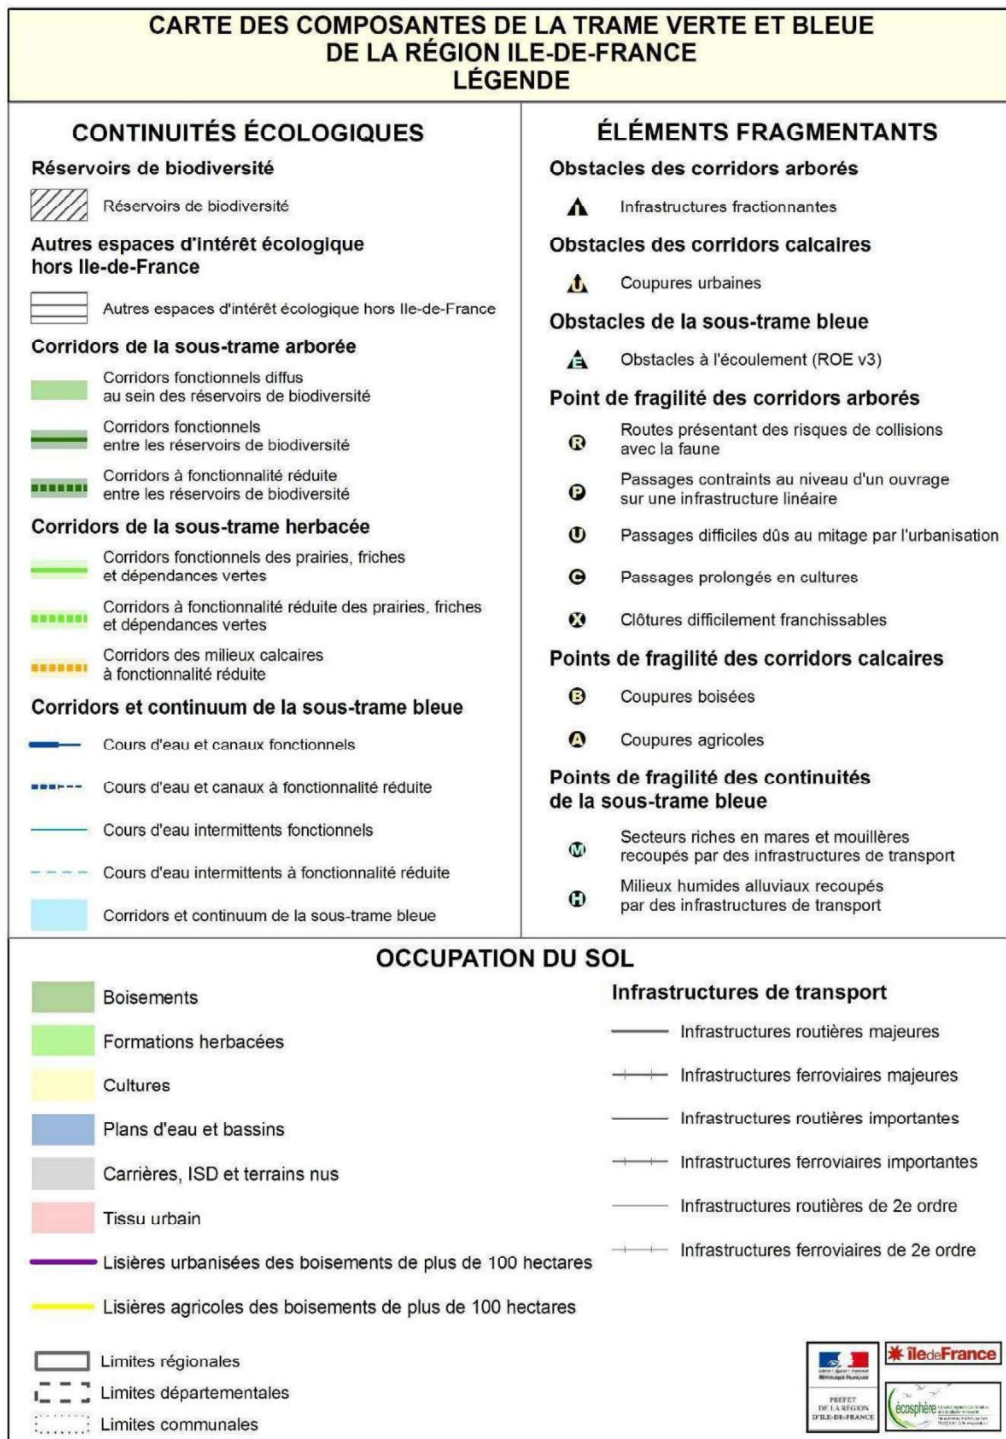 CARTE DES COMPOSANTES DE LA TRAME VERTE ET BLEUE
DE LA RÉGION ILE-DE-FRANCE
LÉGENDE
CONTINUITÉS ÉCOLOGIQUES
Réservoirs de biodiversité
Réservoirs de biodiversité
Autres espaces d'intérêt écologique
hors Ile-de-France
Autres espaces d'intérêt écologique hors Ile-de-France
Corridors de la sous-trame arborée
Corridors fonctionnels diffus
au sein des réservoirs de biodiversité
Corridors fonctionnels
entre les réservoirs de biodiversité
Corridors à fonctionnalité réduite
entre les réservoirs de biodiversité
Corridors de la sous-trame herbacée
Corridors fonctionnels des prairies, friches
et dépendances vertes
Corridors à fonctionnalité réduite des prairies, friches
et dépendances vertes
Corridors des milieux calcaires
à fonctionnalité réduite
Corridors et continuum de la sous-trame bleue
Cours d'eau et canaux fonctionnels
Cours d'eau et canaux à fonctionnalité réduite
Cours d'eau intermittents fonctionnels
Cours d'eau intermittents à fonctionnalité réduite
Corridors et continuum de la sous-trame bleue
ÉLÉMENTS FRAGMENTANTS
Obstacles des corridors arborés
I Infrastructures fractionnantes
Obstacles des corridors calcaires
U Coupures urbaines
Obstacles de la sous-trame bleue
E Obstacles à l'écoulement (ROE v3)
Point de fragilité des corridors arborés
R Routes présentant des risques de collisions
avec la faune
P Passages contraints au niveau d'un ouvrage
sur une infrastructure linéaire
U Passages difficiles dûs au mitage par l'urbanisation
C Passages prolongés en cultures
X Clôtures difficilement franchissables
Points de fragilité des corridors calcaires
B Coupures boisées
A Coupures agricoles
Points de fragilité des continuités
de la sous-trame bleue
M Secteurs riches en mares et mouillères
recoupés par des infrastructures de transport
H Milieux humides alluviaux recoupés
par des infrastructures de transport
OCCUPATION DU SOL
Boisements
Formations herbacées
Cultures
Plans d'eau et bassins
Carrières, ISD et terrains nus
Tissu urbain
Lisières urbanisées des boisements de plus de 100 hectares
Lisières agricoles des boisements de plus de 100 hectares
Limites régionales
Limites départementales
Limites communales
Infrastructures de transport
Infrastructures routières majeures
Infrastructures ferroviaires majeures
Infrastructures routières importantes
Infrastructures ferroviaires importantes
Infrastructures routières de 2e ordre
Infrastructures ferroviaires de 2e ordre
PRÉFET
DE LA RÉGION
D'ILE-DE-FRANCE
îledeFrance
écosphère